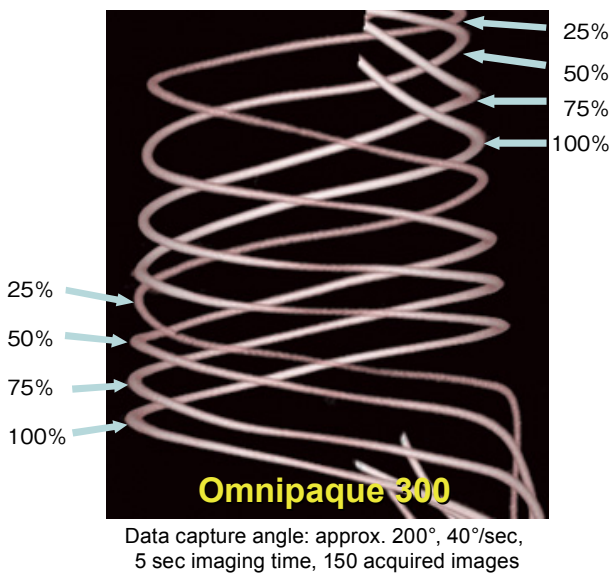 25%
50%
75%
100%
25%
50%
75%
100%
Omnipaque 300
Data capture angle: approx. 200°, 40°/sec,
5 sec imaging time, 150 acquired images